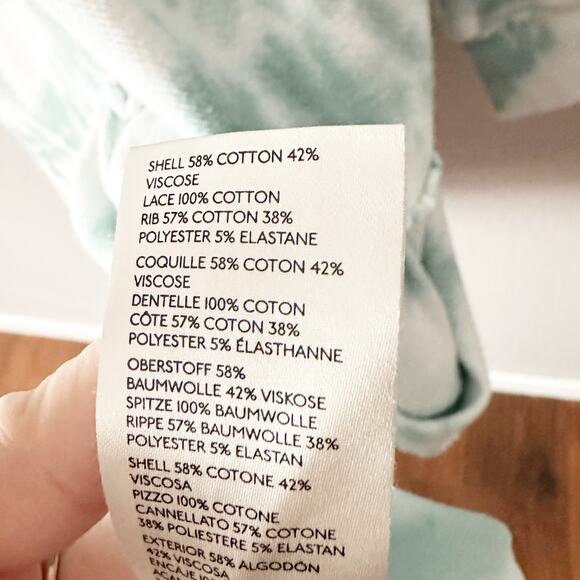 SHELL 58% COTTON 42%
VISCOSE
LACE 100% COTTON
RIB 57% COTTON 38%
POLYESTER 5% ELASTANE
COQUILLE 58% COTON 42%
VISCOSE
DENTELLE 100% COTON
CÔTE 57% COTON 38%
POLYESTER 5% ÉLASTHANNE
OBERSTOFF 58%
BAUMWOLLE 42% VISKOSE
SPITZE 100% BAUMWOLLE
RIPPE 57% BAUMWOLLE 38%
POLYESTER 5% ELASTAN
SHELL 58% COTONE 42%
VISCOSA
PIZZO 100% COTONE
CANNELLATO 57% COTONE
38% POLIESTERE 5% ELASTAN
EXTERIOR 58% ALGODÓN
42% VISCOSA
ENCAJE